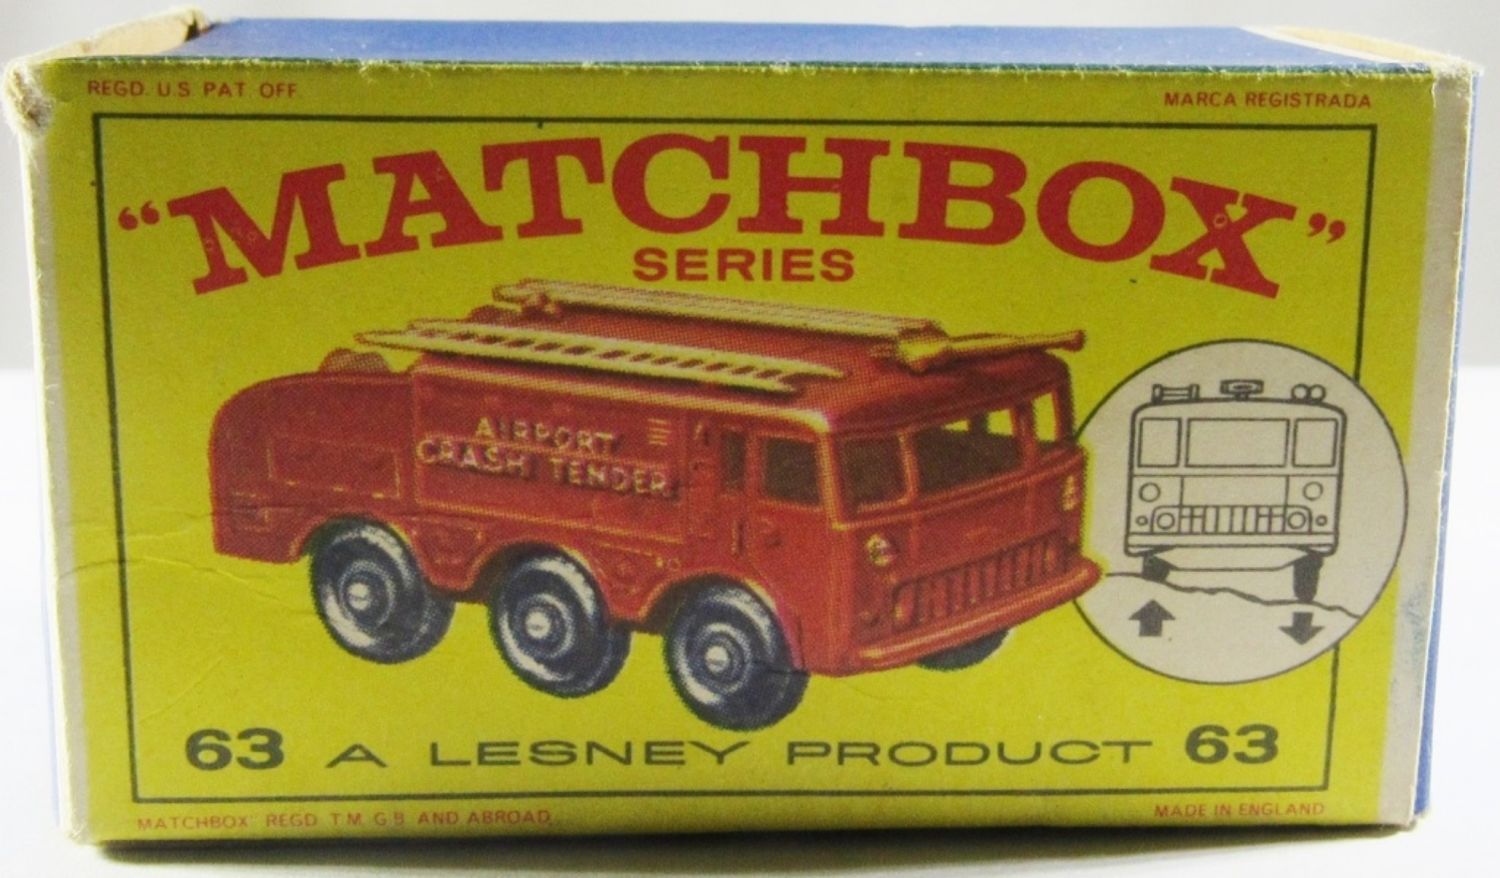 REGD. U.S. PAT. OFF.
MARCA REGISTRADA
"MATCHBOX"
SERIES
AIRPORT
CRASH TENDER
63 A LESNEY PRODUCT 63
MATCHBOX" REGD. T.M. G.B. AND ABROAD
MADE IN ENGLAND